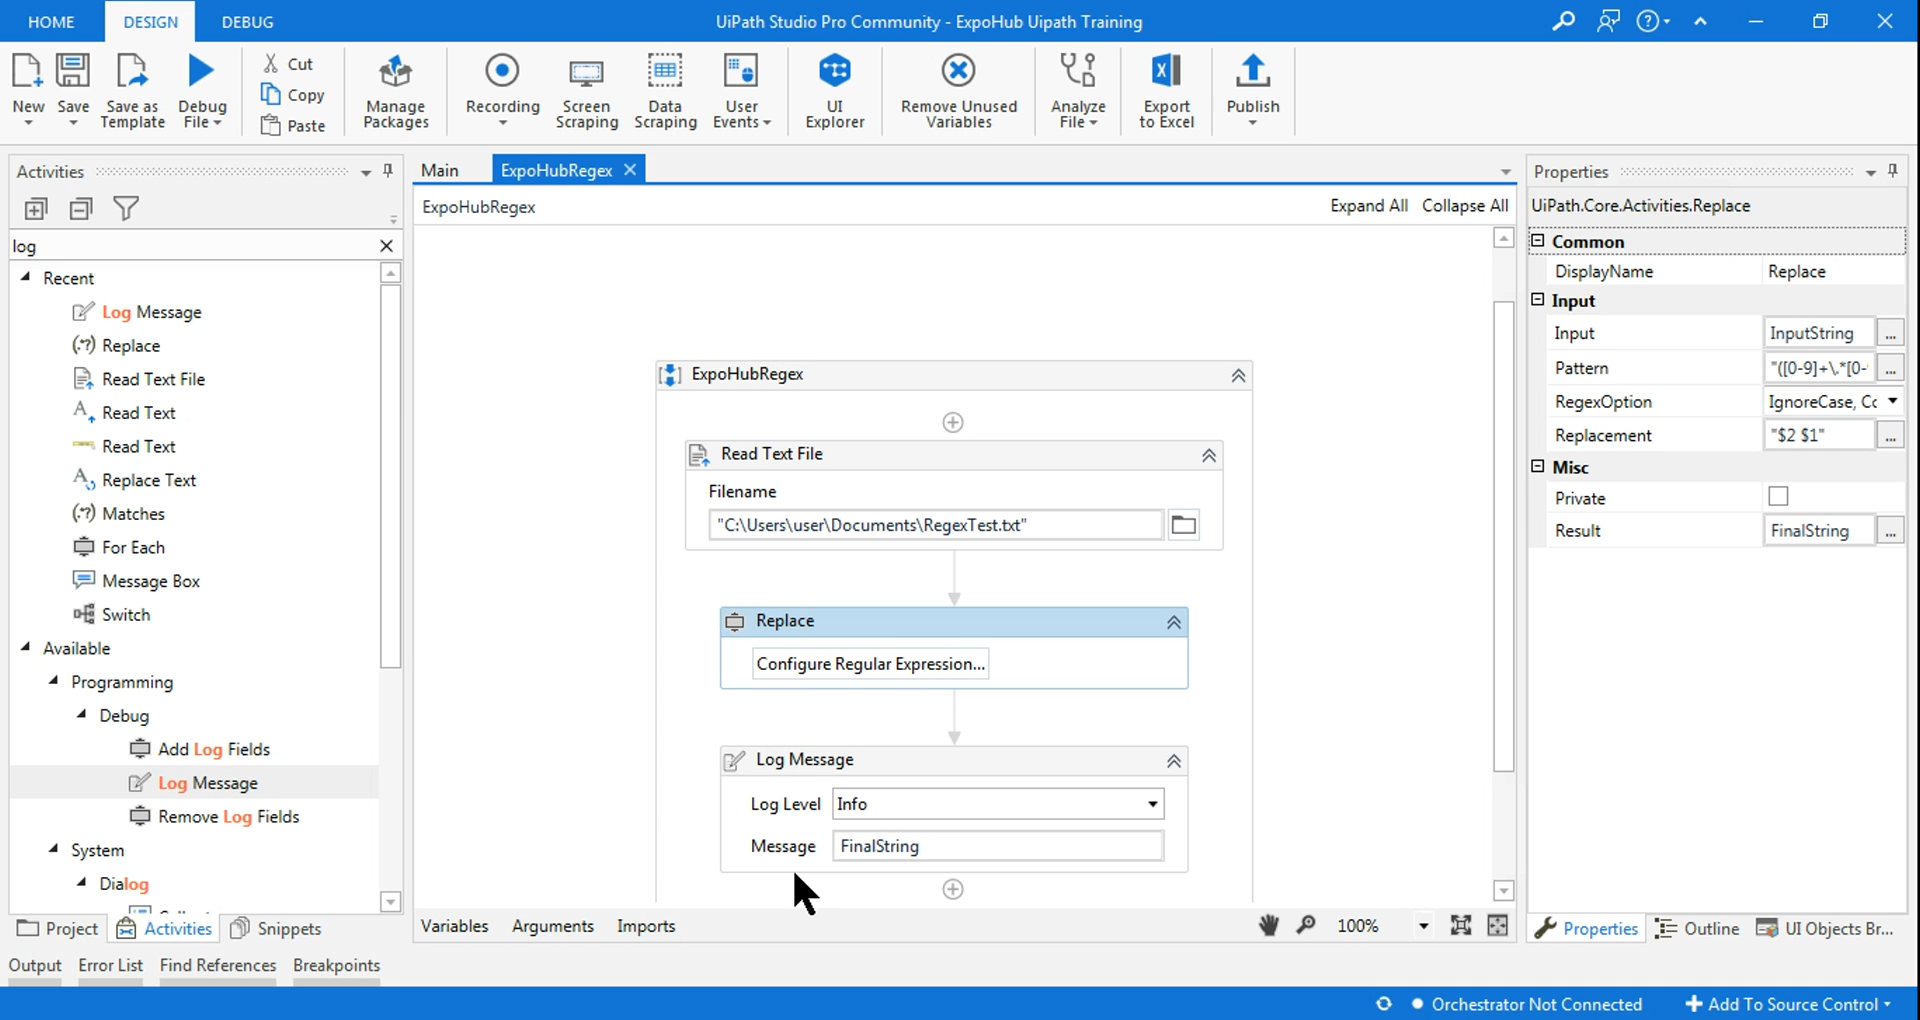 HOME DESIGN DEBUG UiPath Studio Pro Community - ExpoHub Uipath Training
New Save Save as Template Debug File Cut Copy Paste Manage Packages Recording Screen Scraping Data Scraping User Events UI Explorer Remove Unused Variables Analyze File Export to Excel Publish
Activities
log
Recent
Log Message
Replace
Read Text File
Read Text
Read Text
Replace Text
Matches
For Each
Message Box
Switch
Available
Programming
Debug
Add Log Fields
Log Message
Remove Log Fields
System
Dialog
Project Activities Snippets
Main ExpoHubRegex
ExpoHubRegex Expand All Collapse All
ExpoHubRegex
Read Text File
Filename
"C:\Users\user\Documents\RegexTest.txt"
Replace
Configure Regular Expression...
Log Message
Log Level Info
Message FinalString
Variables Arguments Imports 100%
Properties
UiPath.Core.Activities.Replace
Common
DisplayName Replace
Input
Input InputString ...
Pattern "([0-9]+\.*[0- ...
RegexOption IgnoreCase, Cc
Replacement "$2 $1" ...
Misc
Private
Result FinalString ...
Properties Outline UI Objects Br...
Output Error List Find References Breakpoints
Orchestrator Not Connected Add To Source Control